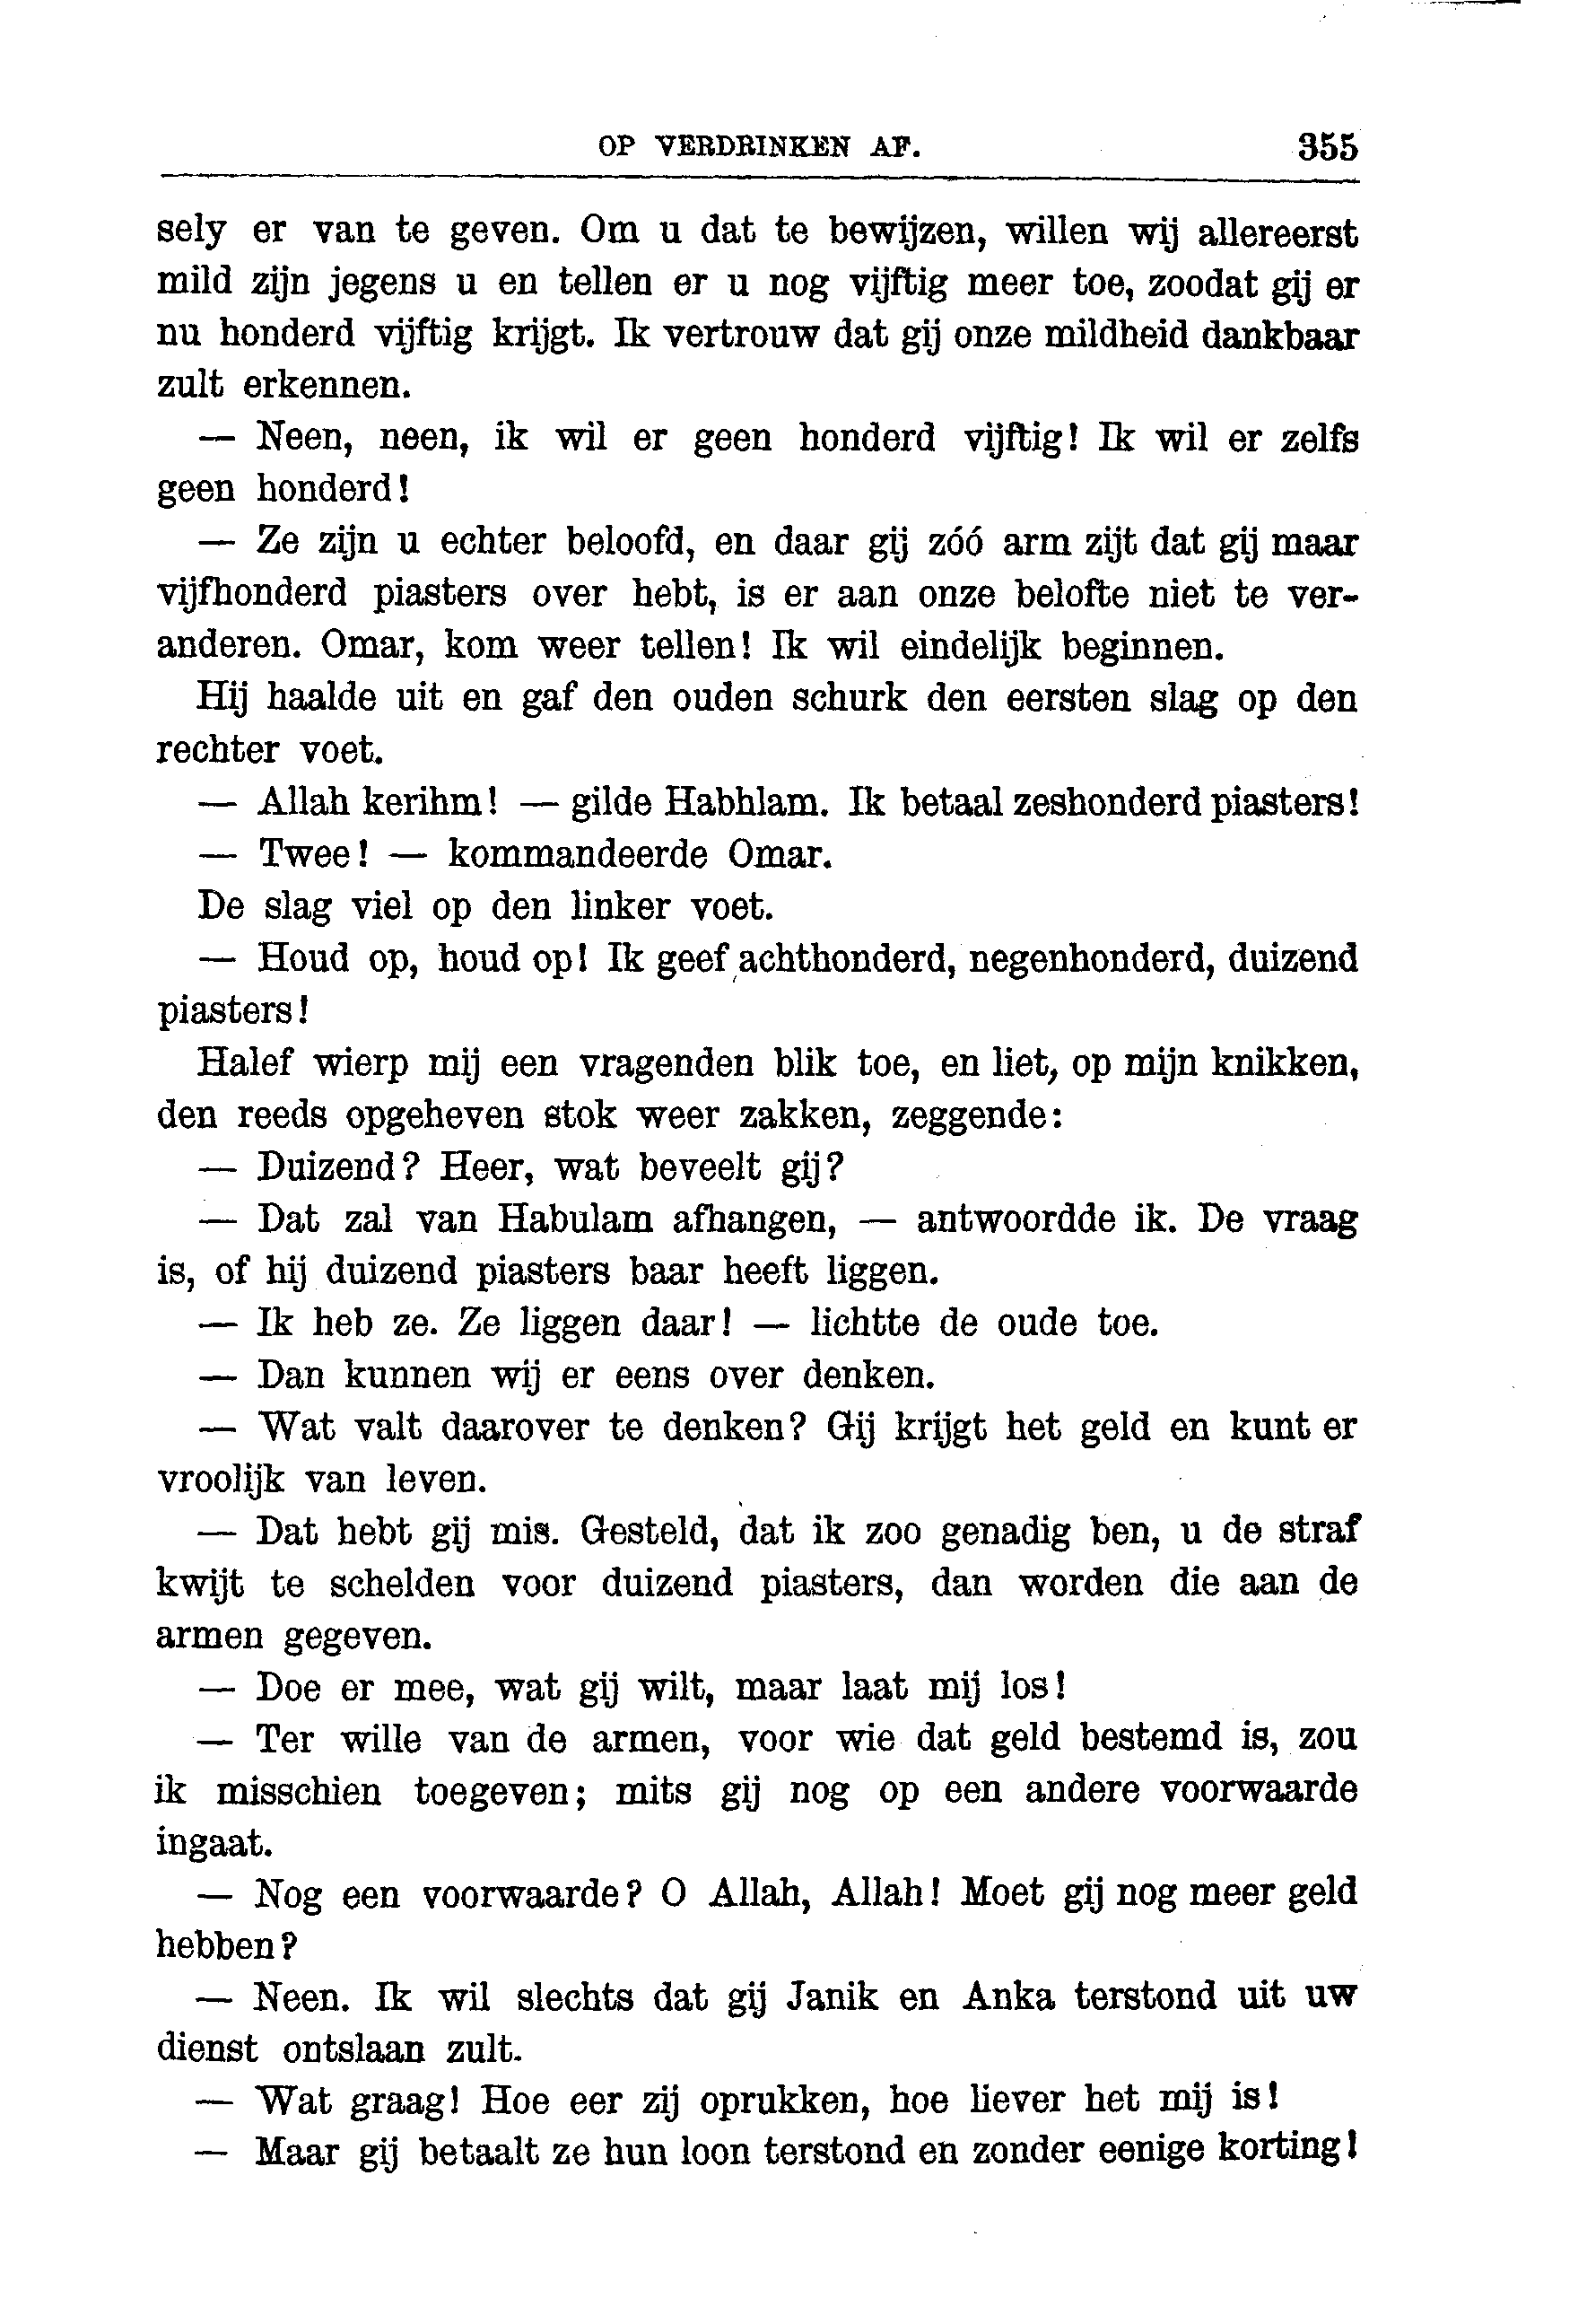 OP VERDRINKEN AF. 355
sely er van te geven. Om u dat te bewijzen, willen wij allereerst
mild zijn jegens u en tellen er u nog vijftig meer toe, zoodat gij er
nu honderd vijftig krijgt. Ik vertrouw dat gij onze mildheid dankbaar
zult erkennen.
— Neen, neen, ik wil er geen honderd vijftig! Ik wil er zelfs
geen honderd!
— Ze zijn u echter beloofd, en daar gij zóó arm zijt dat gij maar
vijfhonderd piasters over hebt, is er aan onze belofte niet te ver-
anderen. Omar, kom weer tellen! Ik wil eindelijk beginnen.
Hij haalde uit en gaf den ouden schurk den eersten slag op den
rechter voet.
— Allah kerihm! — gilde Habhlam. Ik betaal zeshonderd piasters!
— Twee! — kommandeerde Omar.
De slag viel op den linker voet.
— Houd op, houd op! Ik geef achthonderd, negenhonderd, duizend
piasters!
Halef wierp mij een vragenden blik toe, en liet, op mijn knikken,
den reeds opgeheven stok weer zakken, zeggende:
— Duizend? Heer, wat beveelt gij?
— Dat zal van Habulam afhangen, — antwoordde ik. De vraag
is, of hij duizend piasters baar heeft liggen.
— Ik heb ze. Ze liggen daar! — lichtte de oude toe.
— Dan kunnen wij er eens over denken.
— Wat valt daarover te denken? Gij krijgt het geld en kunt er
vroolijk van leven.
— Dat hebt gij mis. Gesteld, dat ik zoo genadig ben, u de straf
kwijt te schelden voor duizend piasters, dan worden die aan de
armen gegeven.
— Doe er mee, wat gij wilt, maar laat mij los!
— Ter wille van de armen, voor wie dat geld bestemd is, zou
ik misschien toegeven; mits gij nog op een andere voorwaarde
ingaat.
— Nog een voorwaarde? O Allah, Allah! Moet gij nog meer geld
hebben?
— Neen. Ik wil slechts dat gij Janik en Anka terstond uit uw
dienst ontslaan zult.
— Wat graag! Hoe eer zij oprukken, hoe liever het mij is!
— Maar gij betaalt ze hun loon terstond en zonder eenige korting!